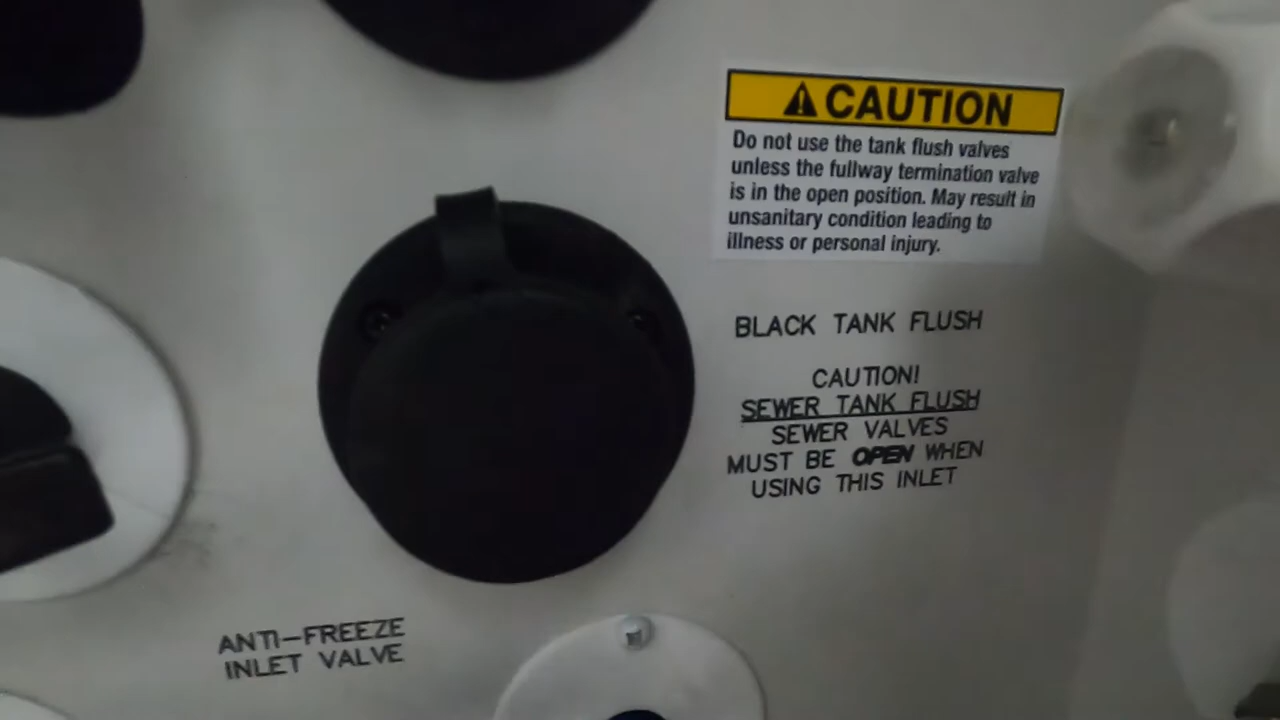 CAUTION
Do not use the tank flush valves
unless the fullway termination valve
is in the open position. May result in
unsanitary condition leading to
illness or personal injury.
BLACK TANK FLUSH
CAUTION!
SEWER TANK FLUSH
SEWER VALVES
MUST BE OPEN WHEN
USING THIS INLET
ANTI-FREEZE
INLET VALVE